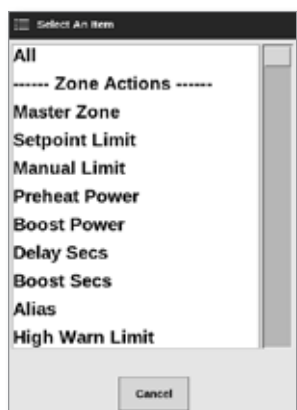 Select An Item
All
------ Zone Actions ------
Master Zone
Setpoint Limit
Manual Limit
Preheat Power
Boost Power
Delay Secs
Boost Secs
Alias
High Warn Limit
Cancel